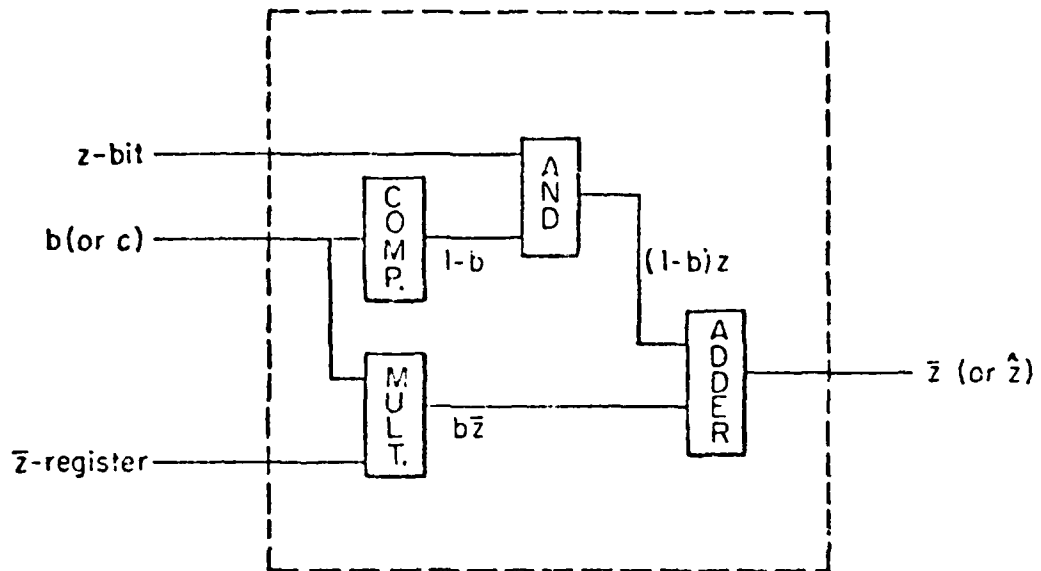 z-bit
AND
b(or c)
COMP.
1-b
(1-b)z
ADDER
z̄ (or ẑ)
MULT.
bz̄
z̄-register